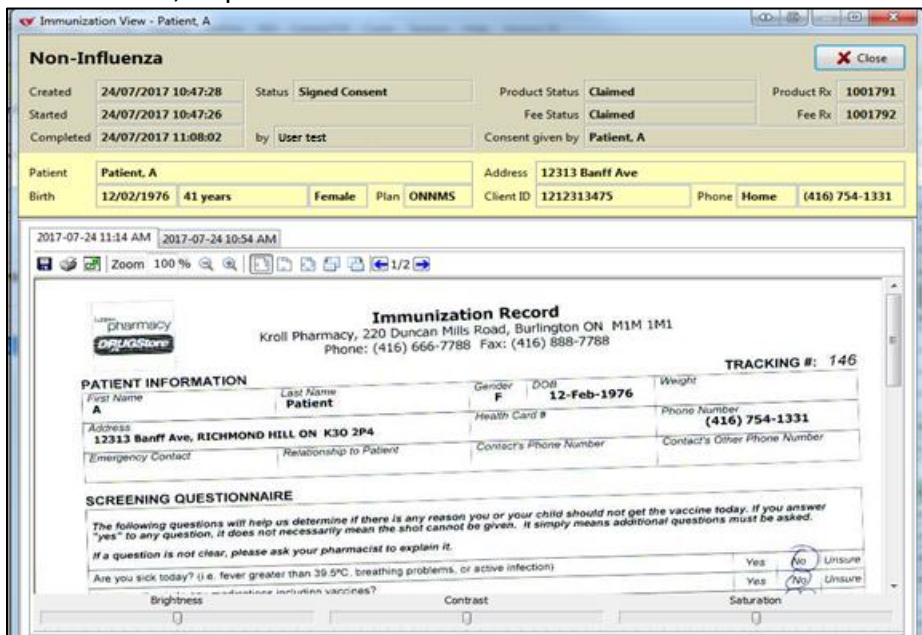 Immunization View - Patient, A
Non-Influenza
Close
Created 24/07/2017 10:47:28 Status Signed Consent Product Status Claimed Product Rx 1001791
Started 24/07/2017 10:47:26 Fee Status Claimed Fee Rx 1001792
Completed 24/07/2017 11:08:02 by User test Consent given by Patient, A
Patient Patient, A Address 12313 Banff Ave
Birth 12/02/1976 41 years Female Plan ONNMS Client ID 1212313475 Phone Home (416) 754-1331
2017-07-24 11:14 AM 2017-07-24 10:54 AM
Zoom 100 % 1/2
pharmacy
DRUGStore
Immunization Record
Kroll Pharmacy, 220 Duncan Mills Road, Burlington ON M1M 1M1
Phone: (416) 666-7788 Fax: (416) 888-7788
TRACKING #: 146
PATIENT INFORMATION
First Name Last Name Gender DOB Weight
A Patient F 12-Feb-1976
Address Health Card # Phone Number
12313 Banff Ave, RICHMOND HILL ON K3O 2P4 (416) 754-1331
Emergency Contact Relationship to Patient Contact's Phone Number Contact's Other Phone Number
SCREENING QUESTIONNAIRE
The following questions will help us determine if there is any reason you or your child should not get the vaccine today. If you answer
"yes" to any question, it does not necessarily mean the shot cannot be given. It simply means additional questions must be asked.
If a question is not clear, please ask your pharmacist to explain it.
Are you sick today? (i.e. fever greater than 39.5°C, breathing problems, or active infection) Yes No Unsure
medications including vaccines? Yes No Unsure
Brightness Contrast Saturation